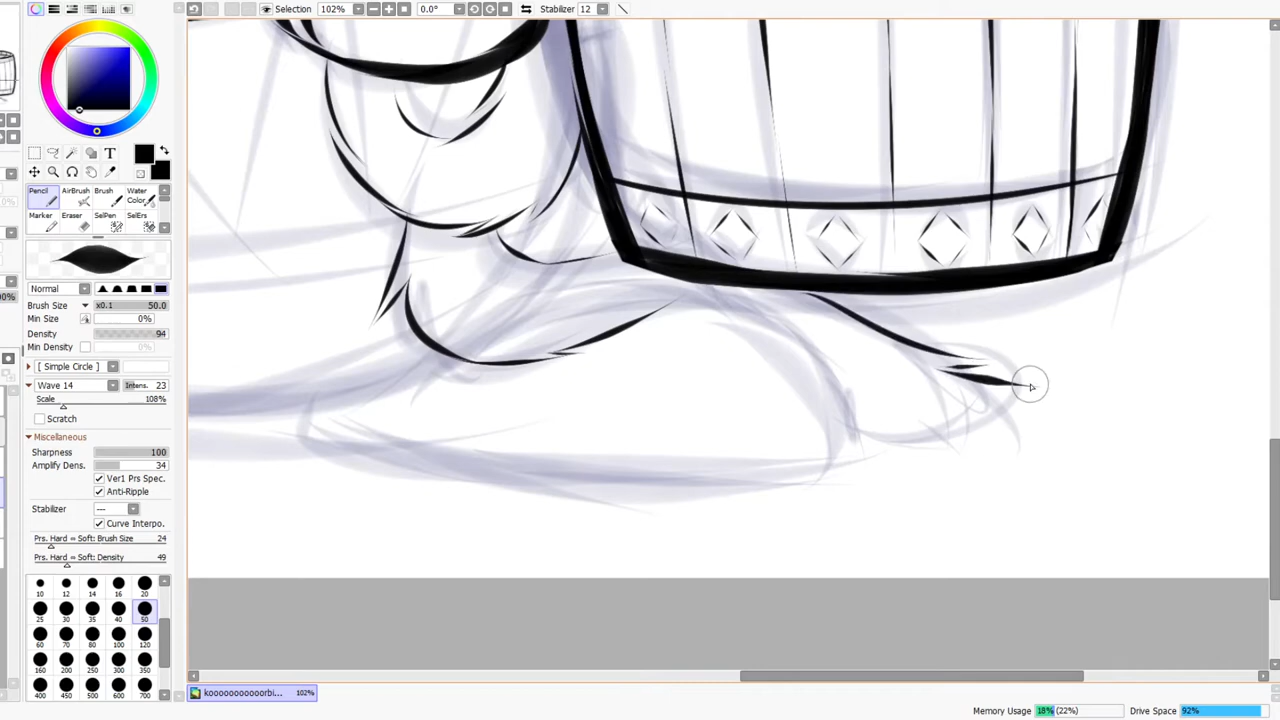 Selection 102% 0.0° Stabilizer 12
T
Pencil AirBrush Brush Water Color
Marker Eraser SelPen SelErs
Normal
Brush Size x0.1 50.0
Min Size 0%
Density 94
Min Density 0%
[ Simple Circle ]
Wave 14 Intens. 23
Scale 108%
Scratch
Miscellaneous
Sharpness 100
Amplify Dens. 34
Ver1 Prs Spec.
Anti-Ripple
Stabilizer ---
Curve Interpo.
Prs. Hard ⇔ Soft: Brush Size 24
Prs. Hard ⇔ Soft: Density 49
10 12 14 16 20
25 30 35 40 50
60 70 80 100 120
160 200 250 300 350
400 450 500 600 700
kooooooooooorbi... 102%
Memory Usage 18% (22%) Drive Space 92%